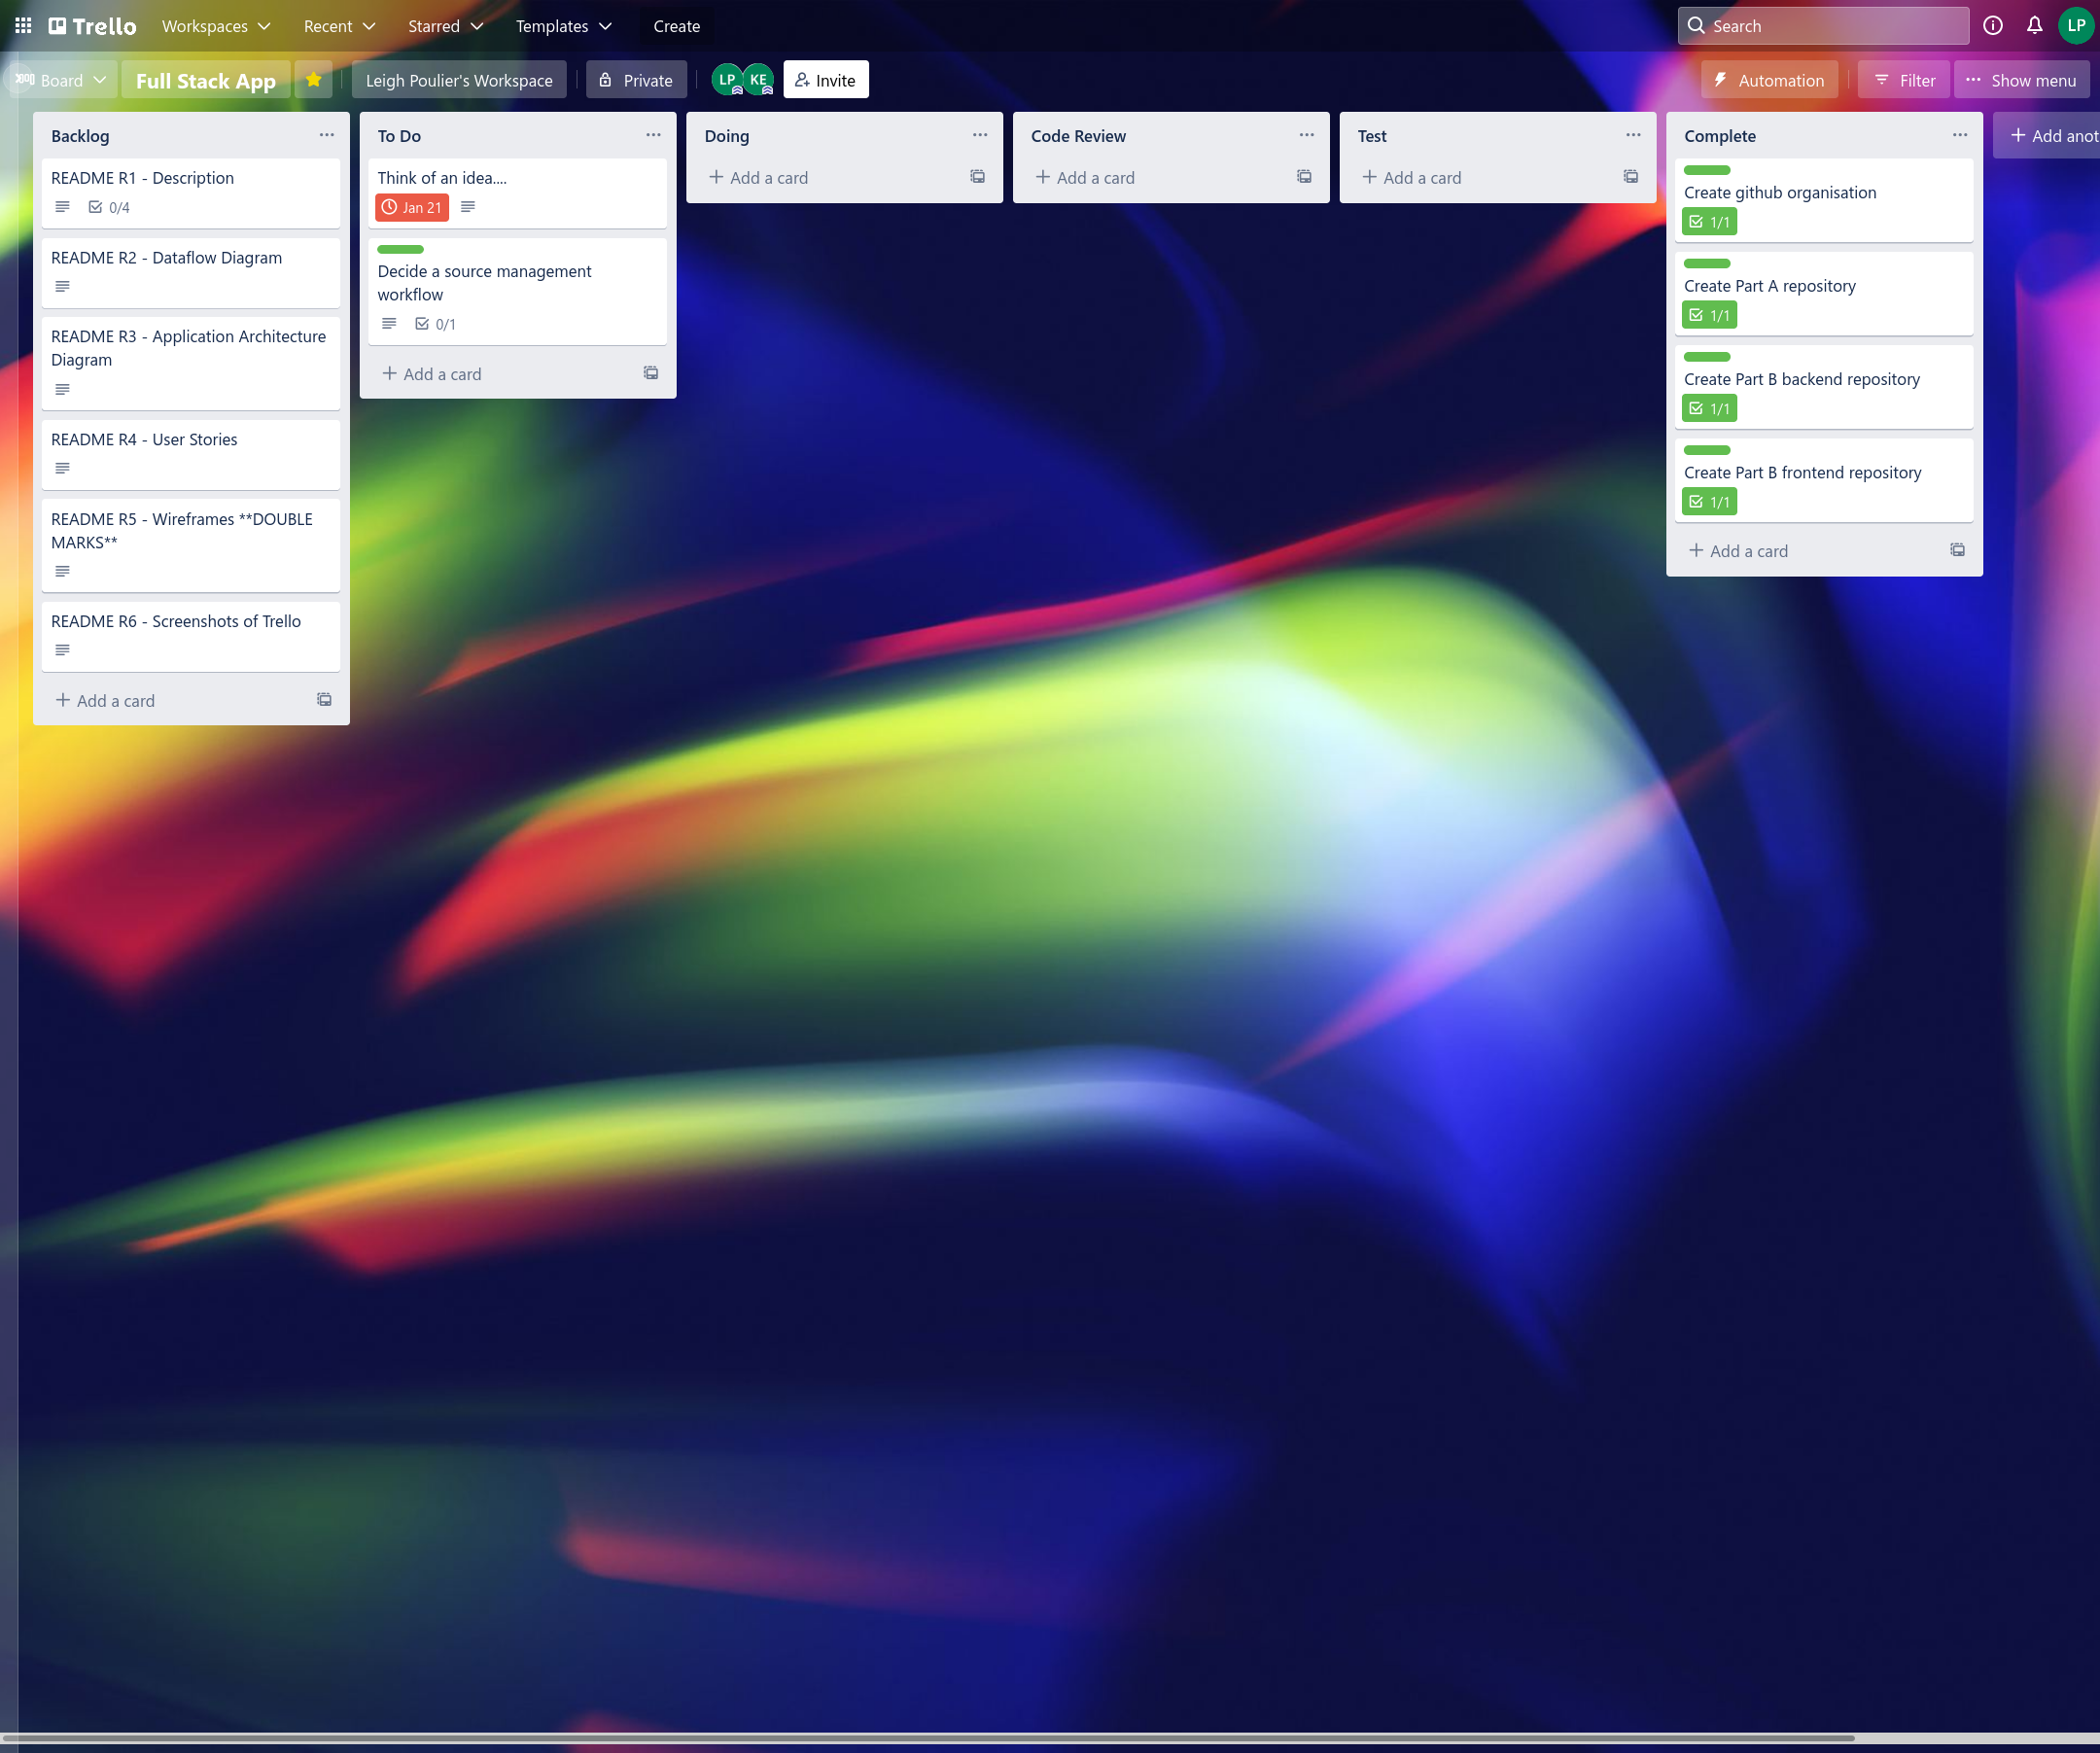 Trello Workspaces Recent Starred Templates Create Search LP
Board Full Stack App Leigh Poulier's Workspace Private LP KE Invite Automation Filter Show menu
Backlog
README R1 - Description
0/4
README R2 - Dataflow Diagram
README R3 - Application Architecture
Diagram
README R4 - User Stories
README R5 - Wireframes **DOUBLE
MARKS**
README R6 - Screenshots of Trello
Add a card
To Do
Think of an idea....
Jan 21
Decide a source management
workflow
0/1
Add a card
Doing
Add a card
Code Review
Add a card
Test
Add a card
Complete
Create github organisation
1/1
Create Part A repository
1/1
Create Part B backend repository
1/1
Create Part B frontend repository
1/1
Add a card
Add anot